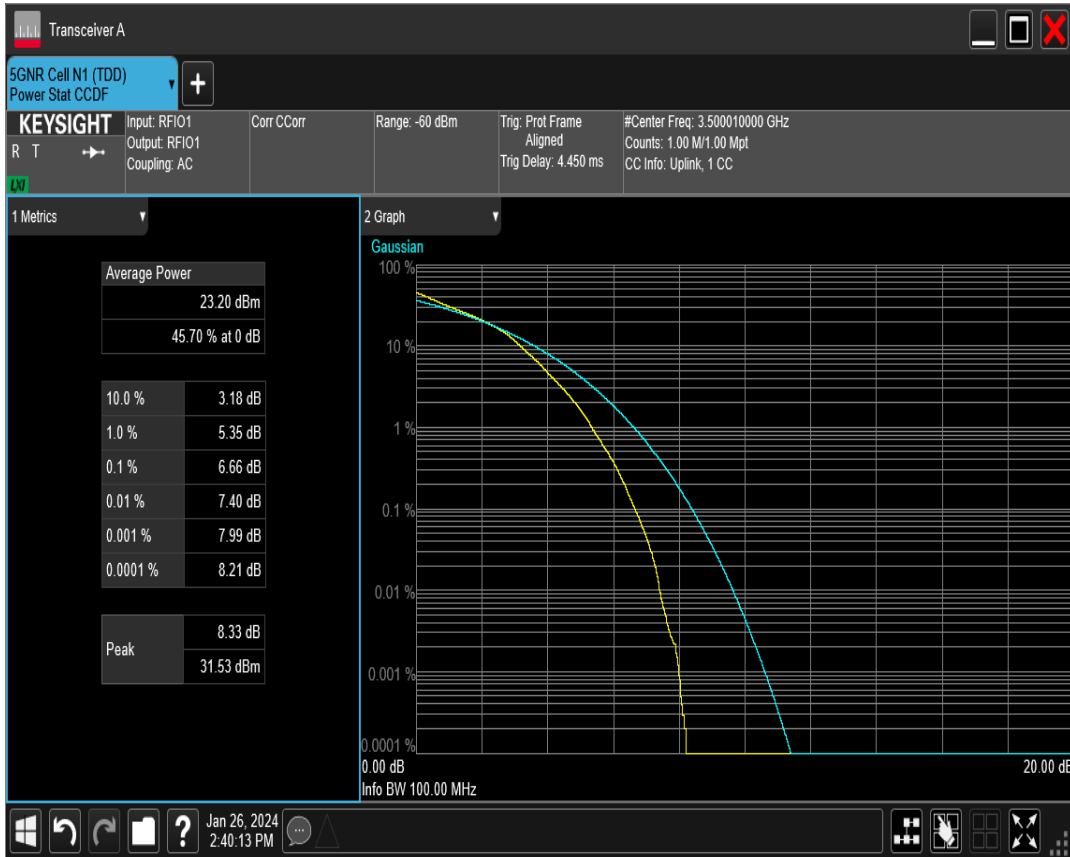 Transceiver A
5GNR Cell N1 (TDD)
Power Stat CCDF
+
KEYSIGHT
R T
LXI
Input: RFIO1
Output: RFIO1
Coupling: AC
Corr CCorr
Range: -60 dBm
Trig: Prot Frame
Aligned
Trig Delay: 4.450 ms
#Center Freq: 3.500010000 GHz
Counts: 1.00 M/1.00 Mpt
CC Info: Uplink, 1 CC
1 Metrics
Average Power
23.20 dBm
45.70 % at 0 dB
10.0 % 3.18 dB
1.0 % 5.35 dB
0.1 % 6.66 dB
0.01 % 7.40 dB
0.001 % 7.99 dB
0.0001 % 8.21 dB
Peak
8.33 dB
31.53 dBm
2 Graph
Gaussian
100 %
10 %
1 %
0.1 %
0.01 %
0.001 %
0.0001 %
0.00 dB 20.00 dB
Info BW 100.00 MHz
?
Jan 26, 2024
2:40:13 PM